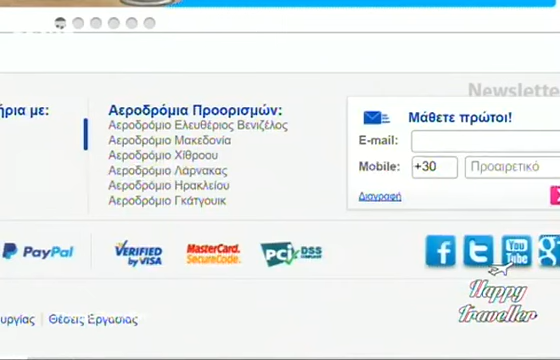 Newsletter
ήρια με:
Αεροδρόμια Προορισμών:
Αεροδρόμιο Ελευθέριος Βενιζέλος
Αεροδρόμιο Μακεδονία
Αεροδρόμιο Χίθροου
Αεροδρόμιο Λάρνακας
Αεροδρόμιο Ηρακλείου
Αεροδρόμιο Γκάτγουικ
Μάθετε πρώτοι!
E-mail:
Mobile: +30 Προαιρετικό
Διαγραφή
PayPal
VERIFIED by VISA
MasterCard. SecureCode.
PCI DSS
You Tube
Happy Traveller
ουργίας Θέσεις Εργασίας